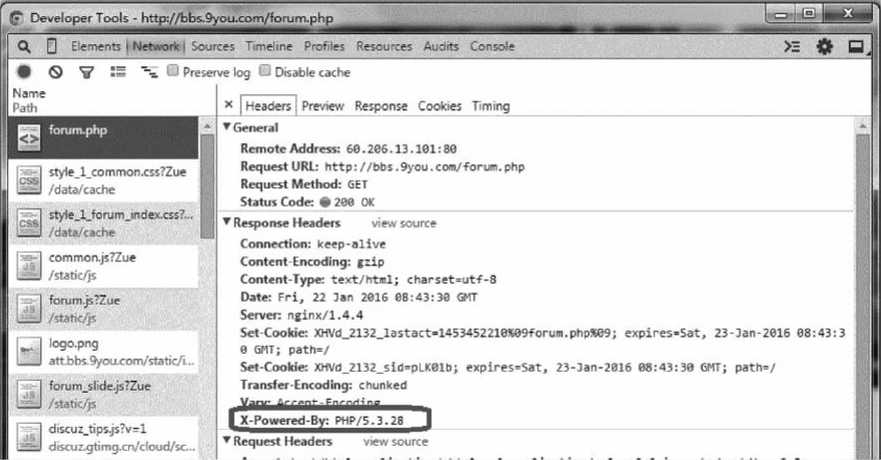 Developer Tools - http://bbs.9you.com/forum.php
Elements Network Sources Timeline Profiles Resources Audits Console
Preserve log Disable cache
Name
Path
Headers Preview Response Cookies Timing
forum.php
style_1_common.css?Zue
/data/cache
style_1_forum_index.css?...
/data/cache
common.js?Zue
/static/js
forum.js?Zue
/static/js
logo.png
att.bbs.9you.com/static/i...
forum_slide.js?Zue
/static/js
discuz_tips.js?v=1
discuz.gtimg.cn/cloud/sc...
General
Remote Address: 60.206.13.101:80
Request URL: http://bbs.9you.com/forum.php
Request Method: GET
Status Code: 200 OK
Response Headers view source
Connection: keep-alive
Content-Encoding: gzip
Content-Type: text/html; charset=utf-8
Date: Fri, 22 Jan 2016 08:43:30 GMT
Server: nginx/1.4.4
Set-Cookie: XHVd_2132_lastact=1453452210%09forum.php%09; expires=Sat, 23-Jan-2016 08:43:3
0 GMT; path=/
Set-Cookie: XHVd_2132_sid=pLK01b; expires=Sat, 23-Jan-2016 08:43:30 GMT; path=/
Transfer-Encoding: chunked
Vary: Accept-Encoding
X-Powered-By: PHP/5.3.28
Request Headers view source